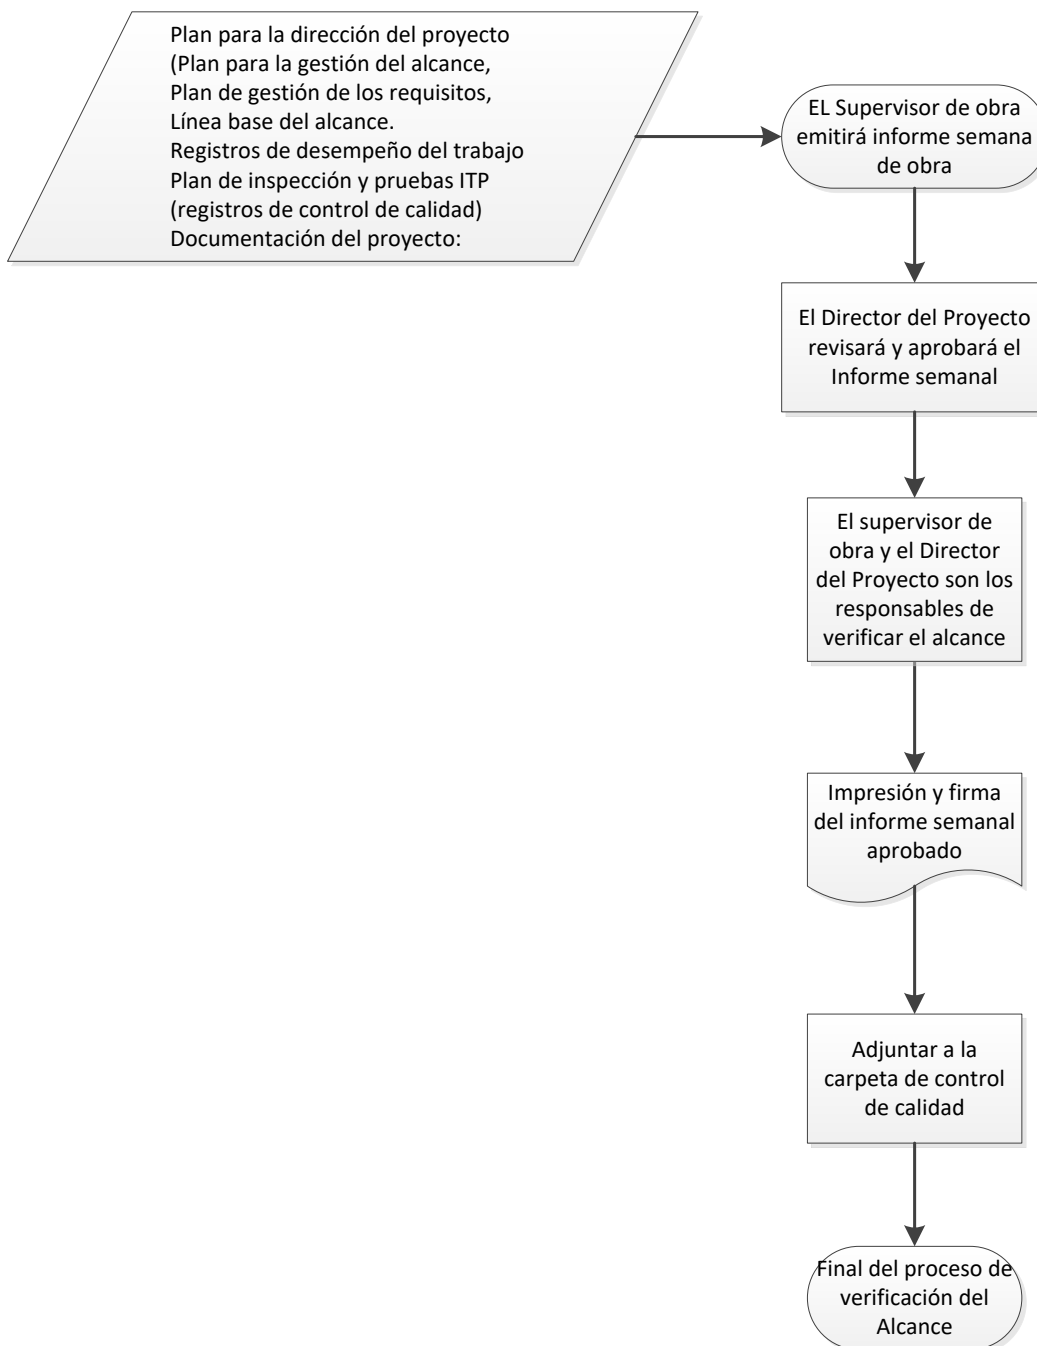 Plan para la dirección del proyecto
(Plan para la gestión del alcance,
Plan de gestión de los requisitos,
Línea base del alcance.
Registros de desempeño del trabajo
Plan de inspección y pruebas ITP
(registros de control de calidad)
Documentación del proyecto:
EL Supervisor de obra
emitirá informe semana
de obra
El Director del Proyecto
revisará y aprobará el
Informe semanal
El supervisor de
obra y el Director
del Proyecto son los
responsables de
verificar el alcance
Impresión y firma
del informe semanal
aprobado
Adjuntar a la
carpeta de control
de calidad
Final del proceso de
verificación del
Alcance